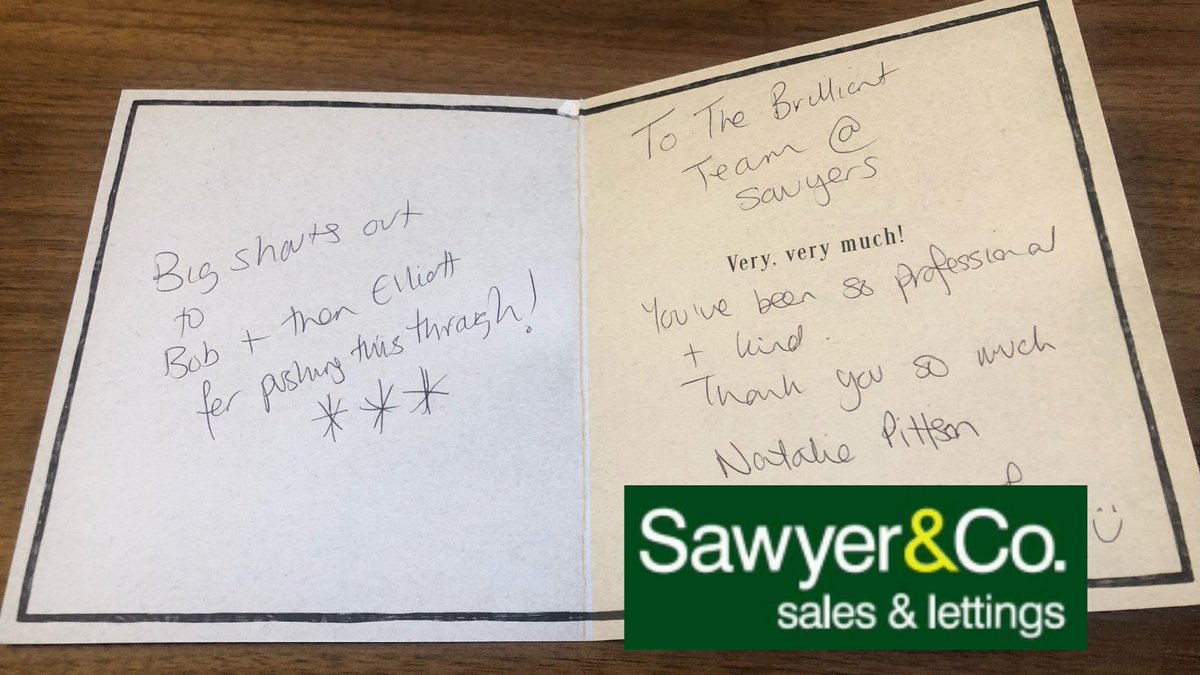 Big shouts out
to
Bob + then Elliott
for pushing this through!
To The Brilliant
Team @
Sawyers
Very, very much!
You've been so professional
+ kind.
Thank you so much
Natalie Pittson
Sawyer&Co.
sales & lettings